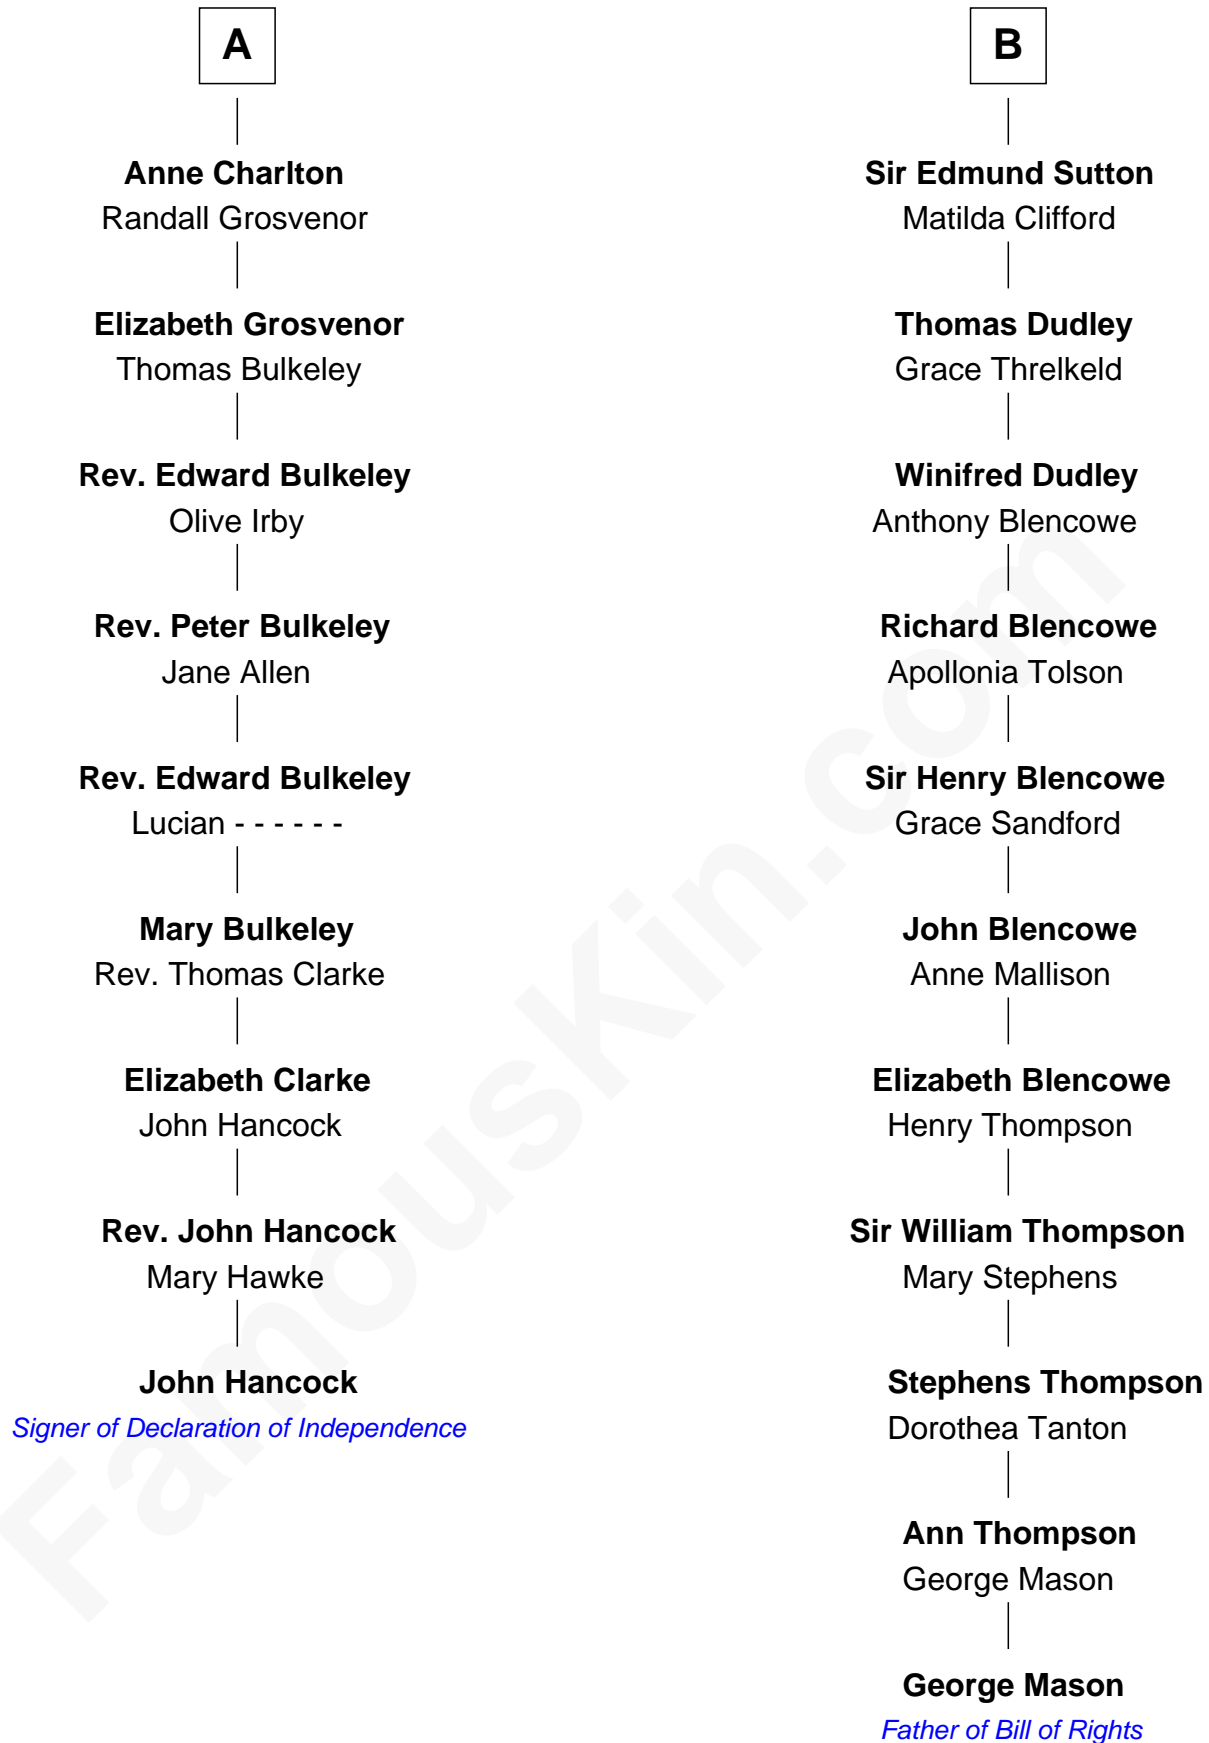 A
Anne Charlton
Randall Grosvenor
Elizabeth Grosvenor
Thomas Bulkeley
Rev. Edward Bulkeley
Olive Irby
Rev. Peter Bulkeley
Jane Allen
Rev. Edward Bulkeley
Lucian - - - - - -
Mary Bulkeley
Rev. Thomas Clarke
Elizabeth Clarke
John Hancock
Rev. John Hancock
Mary Hawke
John Hancock
Signer of Declaration of Independence
B
Sir Edmund Sutton
Matilda Clifford
Thomas Dudley
Grace Threlkeld
Winifred Dudley
Anthony Blencowe
Richard Blencowe
Apollonia Tolson
Sir Henry Blencowe
Grace Sandford
John Blencowe
Anne Mallison
Elizabeth Blencowe
Henry Thompson
Sir William Thompson
Mary Stephens
Stephens Thompson
Dorothea Tanton
Ann Thompson
George Mason
George Mason
Father of Bill of Rights
FamousKin.com